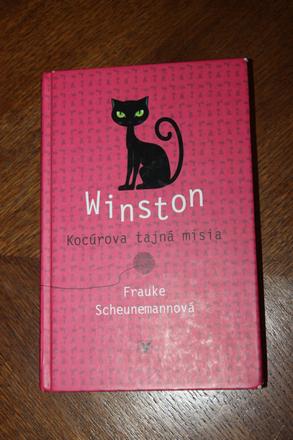 Winston
Kocúrova tajná misia
Frauke
Scheunemannová